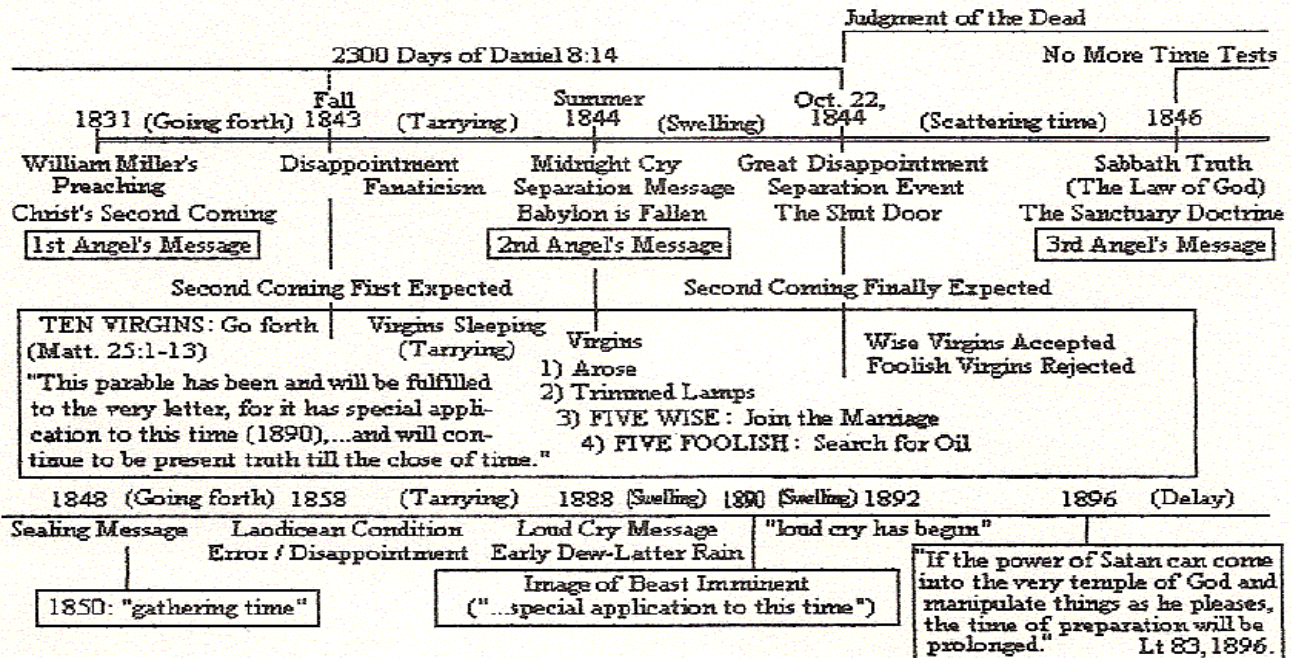 Judgment of the Dead
2300 Days of Daniel 8:14
No More Time Tests
Fall
Summer
Oct. 22,
1831 (Going forth) 1843 (Tarrying) 1844 (Swelling) 1844 (Scattering time) 1846
William Miller's
Preaching
Christ's Second Coming
1st Angel's Message
Disappointment
Fanaticism
Midnight Cry
Separation Message
Babylon is Fallen
2nd Angel's Message
Great Disappointment
Separation Event
The Shut Door
Sabbath Truth
(The Law of God)
The Sanctuary Doctrine
3rd Angel's Message
Second Coming First Expected
Second Coming Finally Expected
TEN VIRGINS: Go forth
(Matt. 25:1-13)
Virgins Sleeping
(Tarrying)
"This parable has been and will be fulfilled
to the very letter, for it has special appli-
cation to this time (1890),...and will con-
tinue to be present truth till the close of time."
Virgins
1) Arose
2) Trimmed Lamps
3) FIVE WISE: Join the Marriage
4) FIVE FOOLISH: Search for Oil
Wise Virgins Accepted
Foolish Virgins Rejected
1848 (Going forth) 1858 (Tarrying) 1888 (Swelling) 1890 (Swelling) 1892 1896 (Delay)
Sealing Message
1850: "gathering time"
Laodicean Condition
Error / Disappointment
Loud Cry Message
Early Dew-Latter Rain
"loud cry has begun"
Image of Beast Imminent
("...special application to this time")
"If the power of Satan can come
into the very temple of God and
manipulate things as he pleases,
the time of preparation will be
prolonged." Lt 83, 1896.